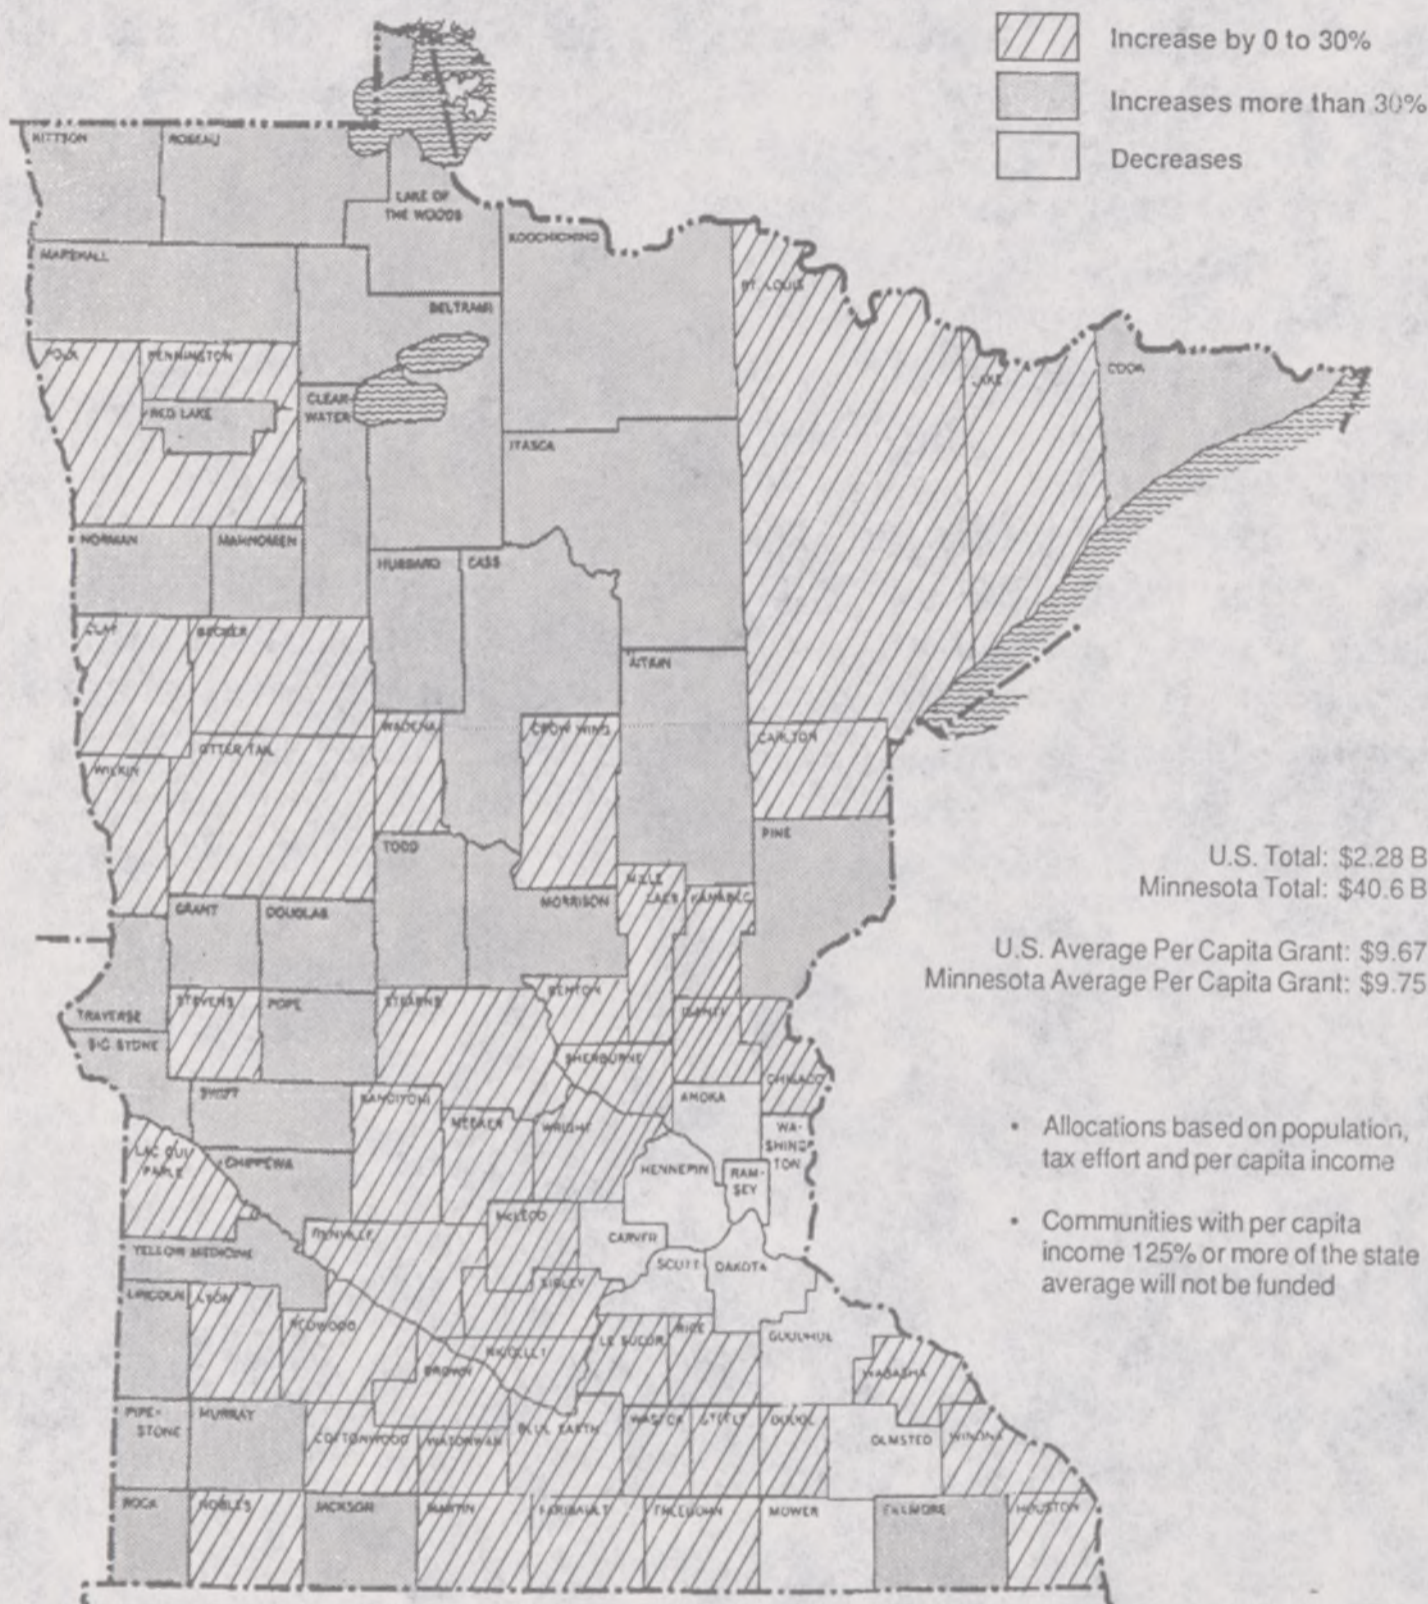 Increase by 0 to 30%
Increases more than 30%
Decreases
KITTSON
ROSEAU
LAKE OF
THE WOODS
KOOCHICHING
MARSHALL
ST. LOUIS
BELTRAMI
POLK
PENNINGTON
LAKE
COOK
CLEAR-
WATER
RED LAKE
ITASCA
NORMAN
MAHNOMEN
HUBBARD
CASS
CLAY
BECKER
AITKIN
WADENA
CROW WING
CARLTON
OTTER TAIL
WILKIN
PINE
TODD
U.S. Total: $2.28 B
Minnesota Total: $40.6 B
MILLE
LACS
KANABEC
MORRISON
GRANT
DOUGLAS
U.S. Average Per Capita Grant: $9.67
Minnesota Average Per Capita Grant: $9.75
STEVENS
POPE
STEARNS
BENTON
TRAVERSE
ISANTI
BIG STONE
SHERBURNE
CHISAGO
SWIFT
KANDIYOHI
ANOKA
MEEKER
WRIGHT
WA-
SHING-
TON
• Allocations based on population,
tax effort and per capita income
LAC QUI
PARLE
CHIPPEWA
HENNEPIN
RAM-
SEY
McLEOD
RENVILLE
CARVER
• Communities with per capita
income 125% or more of the state
average will not be funded
YELLOW MEDICINE
SCOTT
DAKOTA
SIBLEY
LINCOLN
LYON
REDWOOD
LE SUEUR
RICE
GOODHUE
NICOLLET
BROWN
WABASHA
PIPE-
STONE
MURRAY
COTTONWOOD
WATONWAN
BLUE EARTH
WASECA
STEELE
DODGE
OLMSTED
WINONA
ROCK
NOBLES
JACKSON
MARTIN
FARIBAULT
FREEBORN
MOWER
FILLMORE
HOUSTON